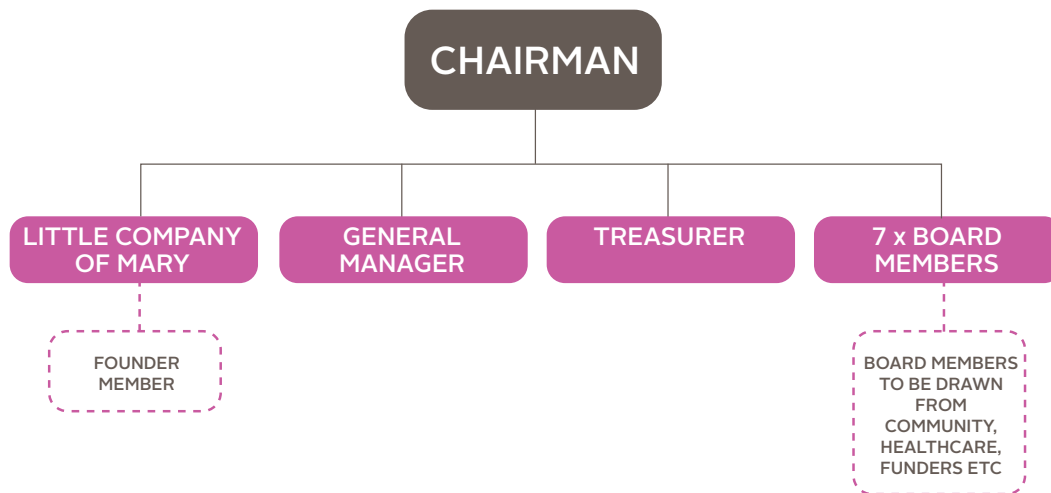 CHAIRMAN
LITTLE COMPANY
OF MARY
GENERAL
MANAGER
TREASURER
7 x BOARD
MEMBERS
FOUNDER
MEMBER
BOARD MEMBERS
TO BE DRAWN
FROM
COMMUNITY,
HEALTHCARE,
FUNDERS ETC